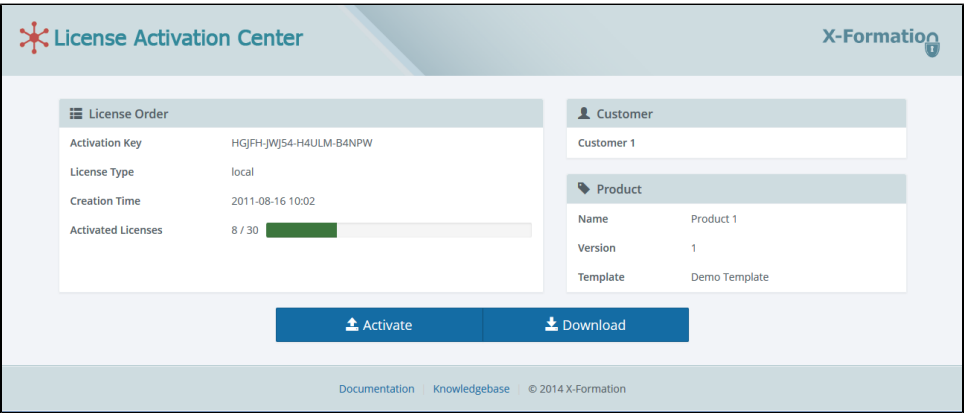 License Activation Center
X-Formation
License Order
Activation Key HGJFH-JWJ54-H4ULM-B4NPW
License Type local
Creation Time 2011-08-16 10:02
Activated Licenses 8 / 30
Customer
Customer 1
Product
Name Product 1
Version 1
Template Demo Template
Activate Download
Documentation Knowledgebase © 2014 X-Formation